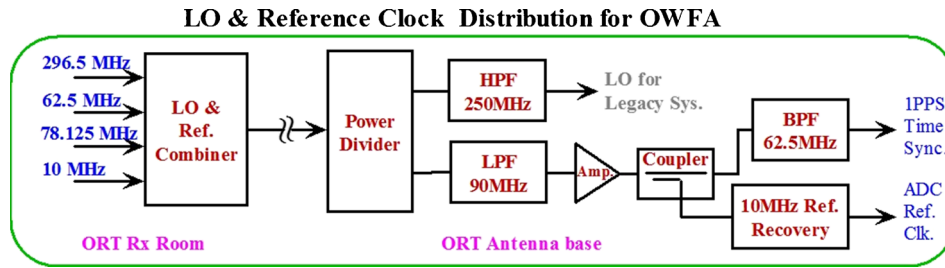 LO & Reference Clock Distribution for OWFA
296.5 MHz
62.5 MHz
78.125 MHz
10 MHz
LO &
Ref.
Combiner
Power
Divider
HPF
250MHz
LO for
Legacy Sys.
LPF
90MHz
Amp.
Coupler
BPF
62.5MHz
1PPS
Time
Sync.
10MHz Ref.
Recovery
ADC
Ref.
Clk.
ORT Rx Room
ORT Antenna base